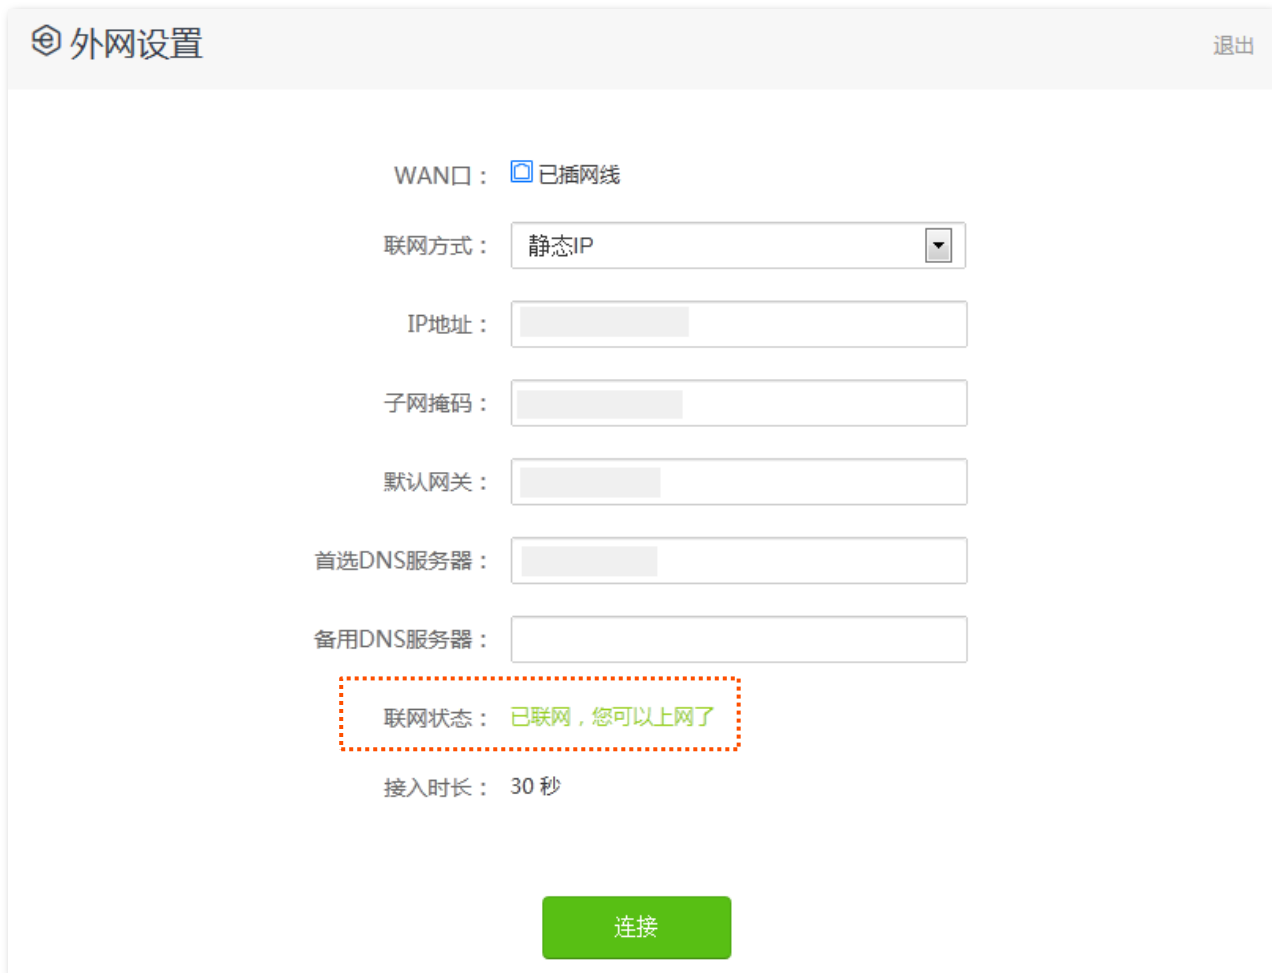 外网设置
退出
WAN口： 已插网线
联网方式： 静态IP
IP地址：
子网掩码：
默认网关：
首选DNS服务器：
备用DNS服务器：
联网状态： 已联网，您可以上网了
接入时长： 30 秒
连接